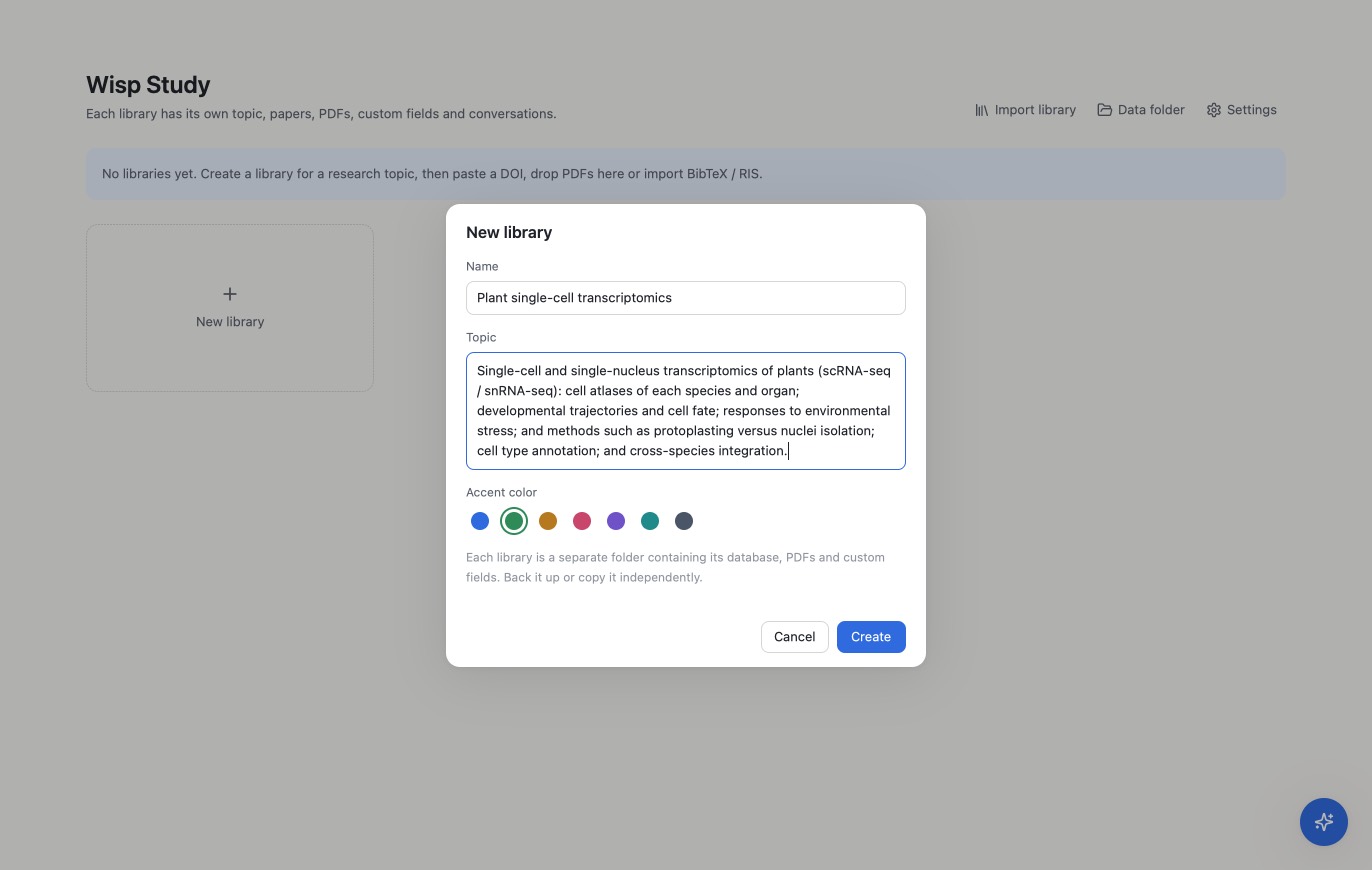 Wisp Study
Each library has its own topic, papers, PDFs, custom fields and conversations.
Import library
Data folder
Settings
No libraries yet. Create a library for a research topic, then paste a DOI, drop PDFs here or import BibTeX / RIS.
New library
New library
Name
Plant single-cell transcriptomics
Topic
Single-cell and single-nucleus transcriptomics of plants (scRNA-seq
/ snRNA-seq): cell atlases of each species and organ;
developmental trajectories and cell fate; responses to environmental
stress; and methods such as protoplasting versus nuclei isolation;
cell type annotation; and cross-species integration.
Accent color
Each library is a separate folder containing its database, PDFs and custom
fields. Back it up or copy it independently.
Cancel
Create